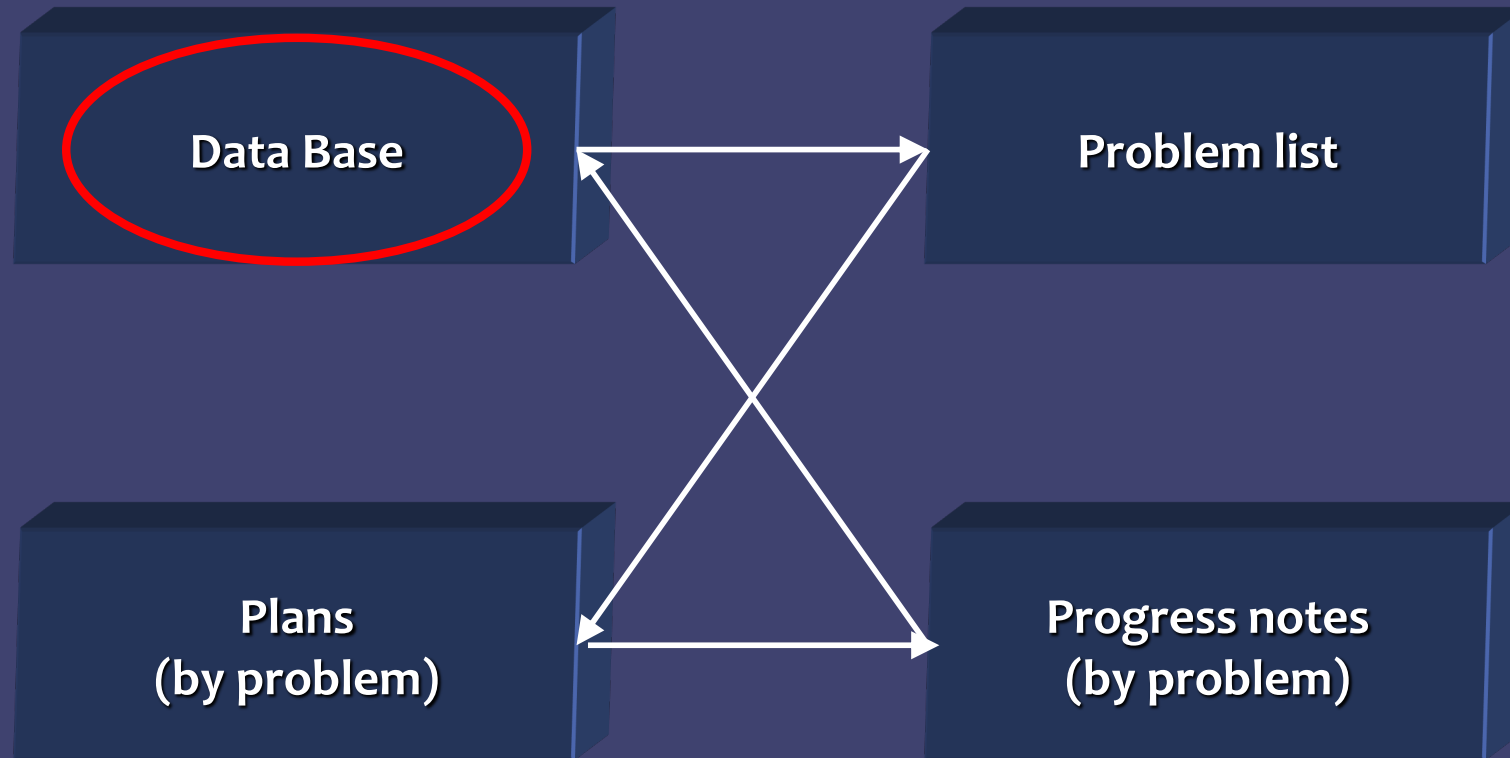 Data Base
Problem list
Plans
(by problem)
Progress notes
(by problem)